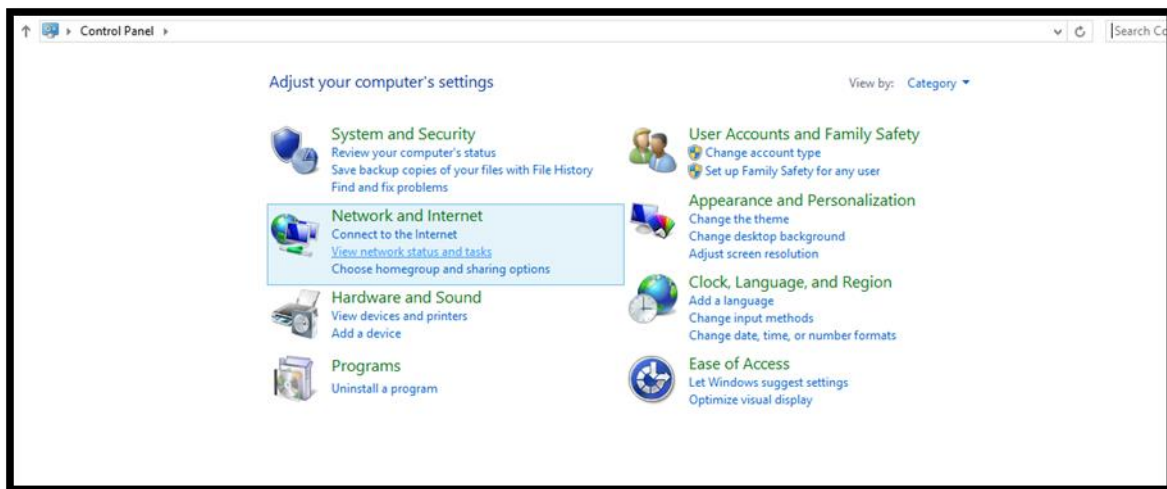 Control Panel
Search Co
Adjust your computer's settings
View by: Category
System and Security
Review your computer's status
Save backup copies of your files with File History
Find and fix problems
Network and Internet
Connect to the Internet
View network status and tasks
Choose homegroup and sharing options
Hardware and Sound
View devices and printers
Add a device
Programs
Uninstall a program
User Accounts and Family Safety
Change account type
Set up Family Safety for any user
Appearance and Personalization
Change the theme
Change desktop background
Adjust screen resolution
Clock, Language, and Region
Add a language
Change input methods
Change date, time, or number formats
Ease of Access
Let Windows suggest settings
Optimize visual display